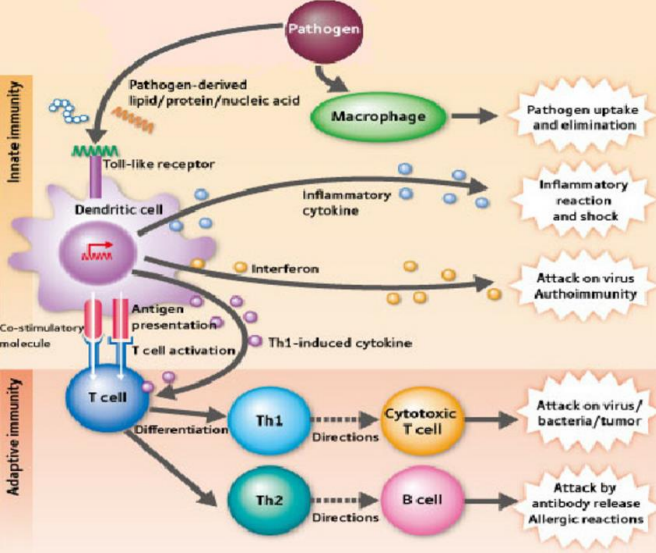 Pathogen
Pathogen-derived
lipid/protein/nucleic acid
Macrophage
Pathogen uptake
and elimination
Innate immunity
Toll-like receptor
Dendritic cell
Inflammatory
cytokine
Inflammatory
reaction
and shock
Interferon
Attack on virus
Authoimmunity
Co-stimulatory
molecule
Antigen
presentation
T cell activation
Th1-induced cytokine
Adaptive immunity
T cell
Differentiation
Th1
Directions
Cytotoxic
T cell
Attack on virus/
bacteria/tumor
Th2
Directions
B cell
Attack by
antibody release
Allergic reactions